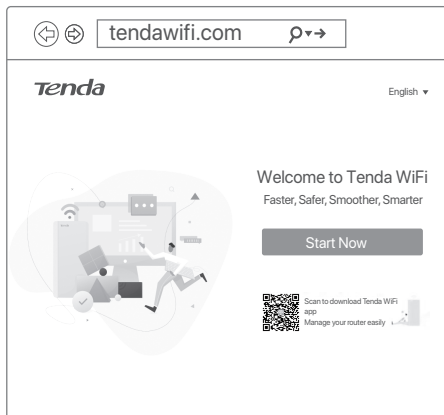 tendawifi.com
Tenda
English
Welcome to Tenda WiFi
Faster, Safer, Smoother, Smarter
Start Now
Scan to download Tenda WiFi
app
Manage your router easily